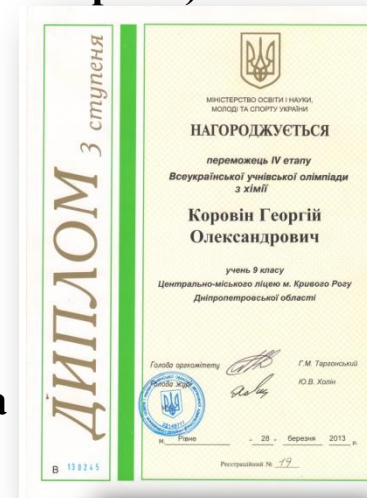 ДИПЛОМ 3 ступеня
МІНІСТЕРСТВО ОСВІТИ І НАУКИ,
МОЛОДІ ТА СПОРТУ УКРАЇНИ
НАГОРОДЖУЄТЬСЯ
переможець IV етапу
Всеукраїнської учнівської олімпіади
з хімії
Коровін Георгій
Олександрович
учень 9 класу
Центрально-міського ліцею м. Кривого Рогу
Дніпропетровської області
Голова оргкомітету Г.М. Таргонський
Голова журі Ю.В. Холін
м. Рівне - 28 - березня 2013 р.
Реєстраційний № 19
В 130245
а